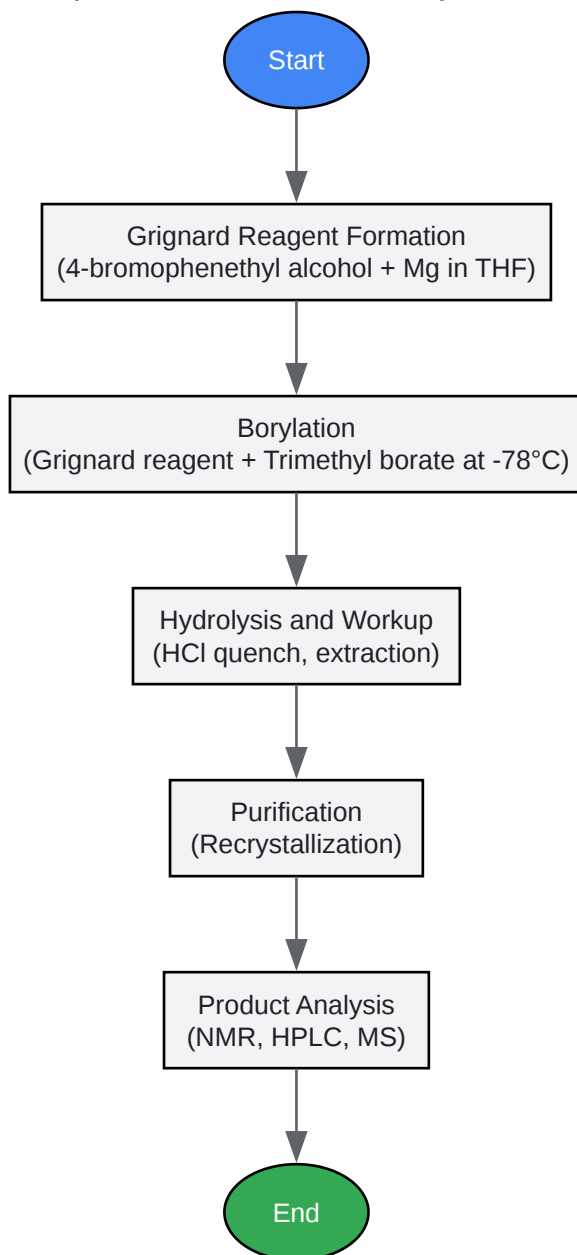 Start
Grignard Reagent Formation
(4-bromophenethyl alcohol + Mg in THF)
Borylation
(Grignard reagent + Trimethyl borate at -78°C)
Hydrolysis and Workup
(HCl quench, extraction)
Purification
(Recrystallization)
Product Analysis
(NMR, HPLC, MS)
End